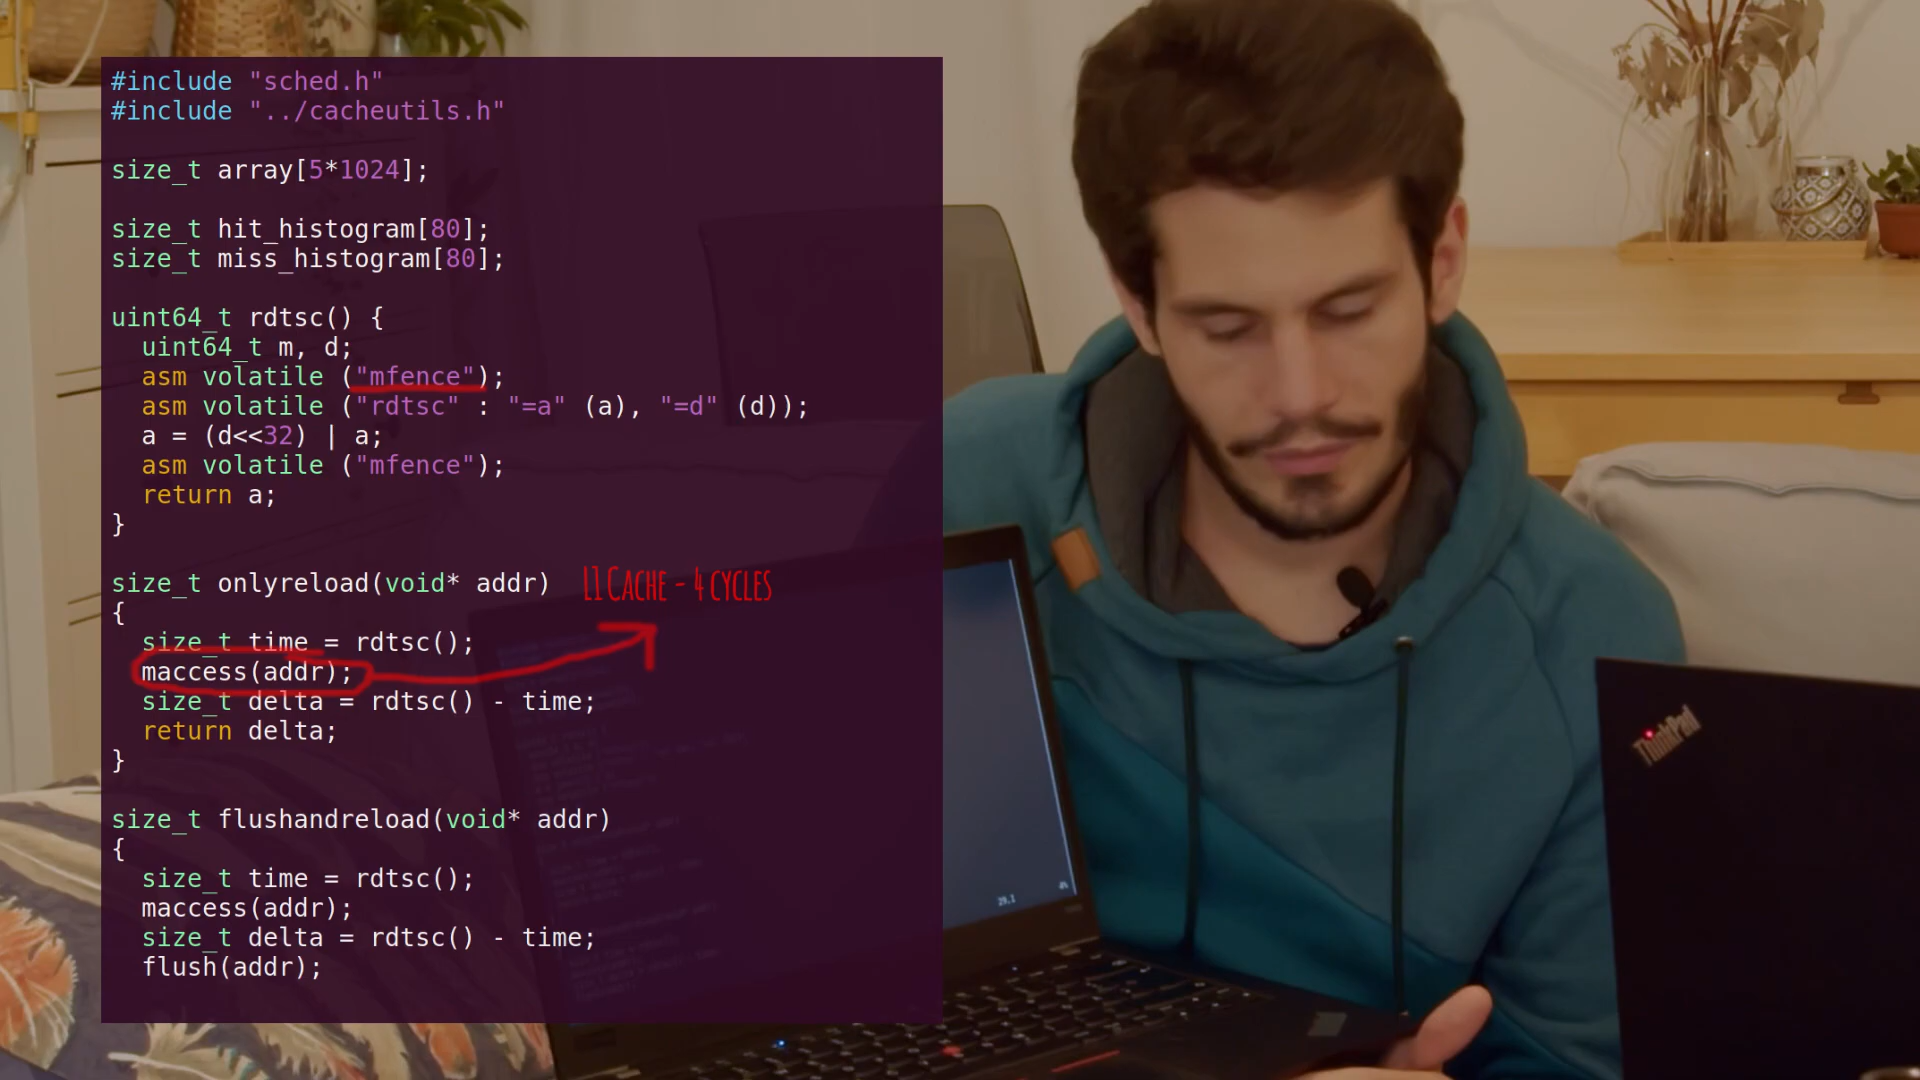 #include "sched.h"
#include "../cacheutils.h"
size_t array[5*1024];
size_t hit_histogram[80];
size_t miss_histogram[80];
uint64_t rdtsc() {
  uint64_t m, d;
  asm volatile ("mfence");
  asm volatile ("rdtsc" : "=a" (a), "=d" (d));
  a = (d<<32) | a;
  asm volatile ("mfence");
  return a;
}
size_t onlyreload(void* addr)
L1 CACHE - 4 CYCLES
{
  size_t time = rdtsc();
  maccess(addr);
  size_t delta = rdtsc() - time;
  return delta;
}
size_t flushandreload(void* addr)
{
  size_t time = rdtsc();
  maccess(addr);
  size_t delta = rdtsc() - time;
  flush(addr);
ThinkPad